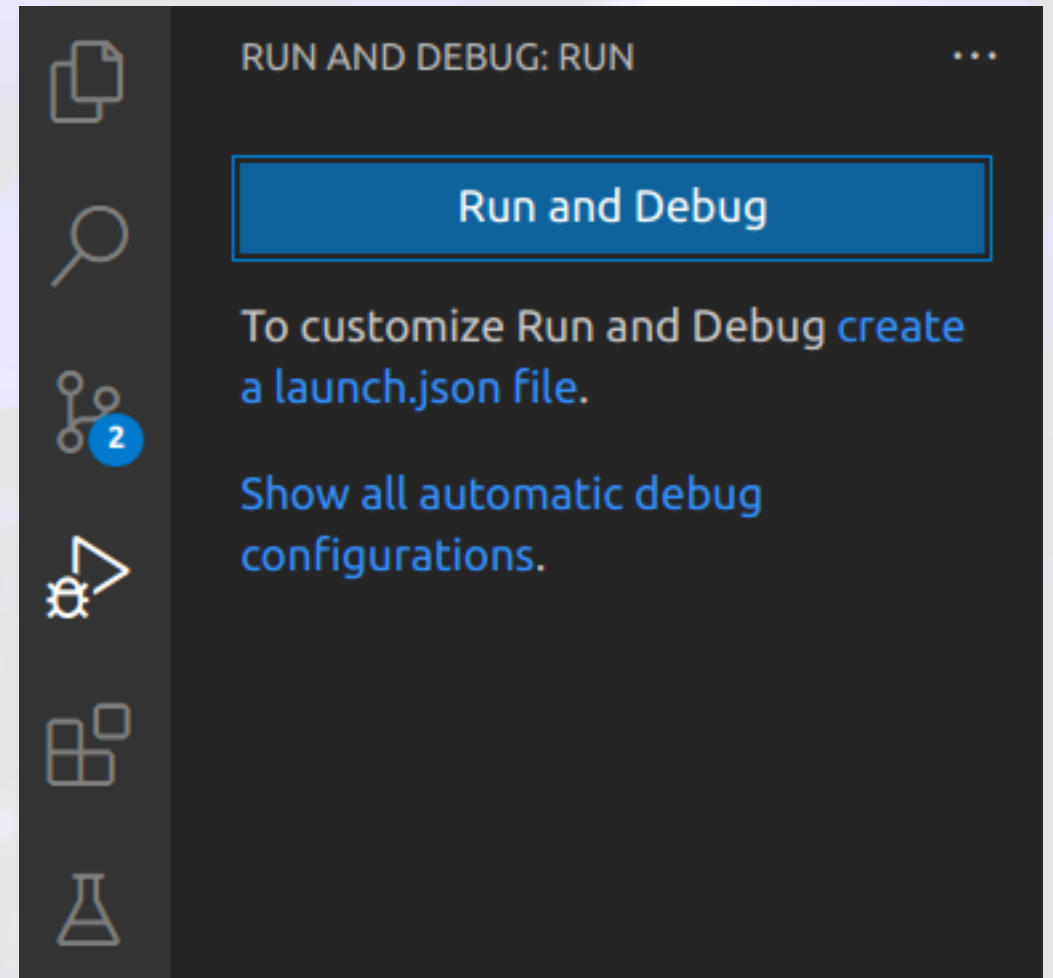 RUN AND DEBUG: RUN
Run and Debug
To customize Run and Debug create
a launch.json file.
2
Show all automatic debug
configurations.